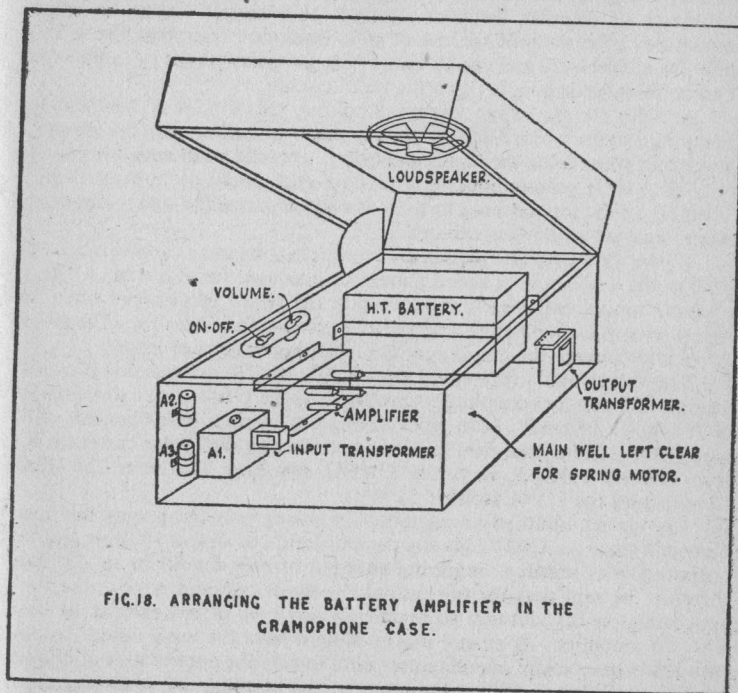 LOUDSPEAKER.
VOLUME.
ON-OFF.
H.T. BATTERY.
A2.
A3.
A1.
AMPLIFIER
INPUT TRANSFORMER
OUTPUT
TRANSFORMER.
MAIN WELL LEFT CLEAR
FOR SPRING MOTOR.
FIG.18. ARRANGING THE BATTERY AMPLIFIER IN THE
GRAMOPHONE CASE.